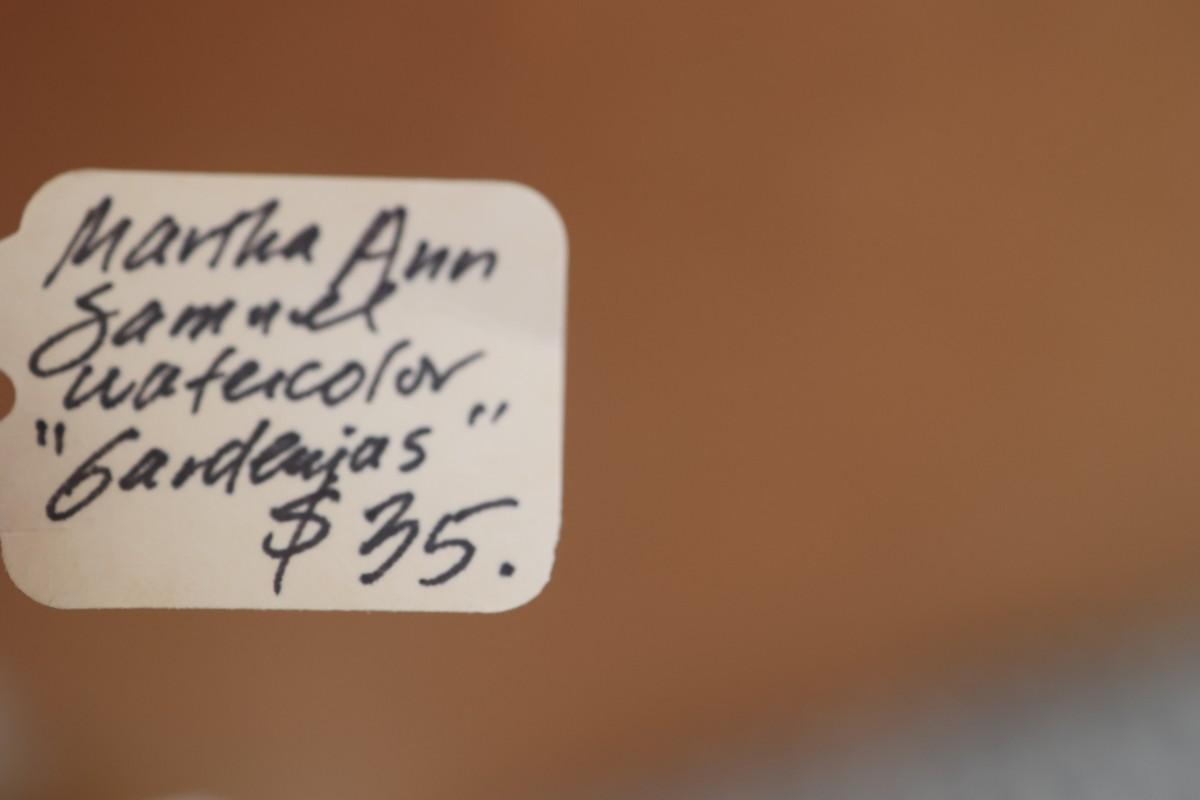 Martha Ann
Samuel
watercolor
"Gardenias"
$35.